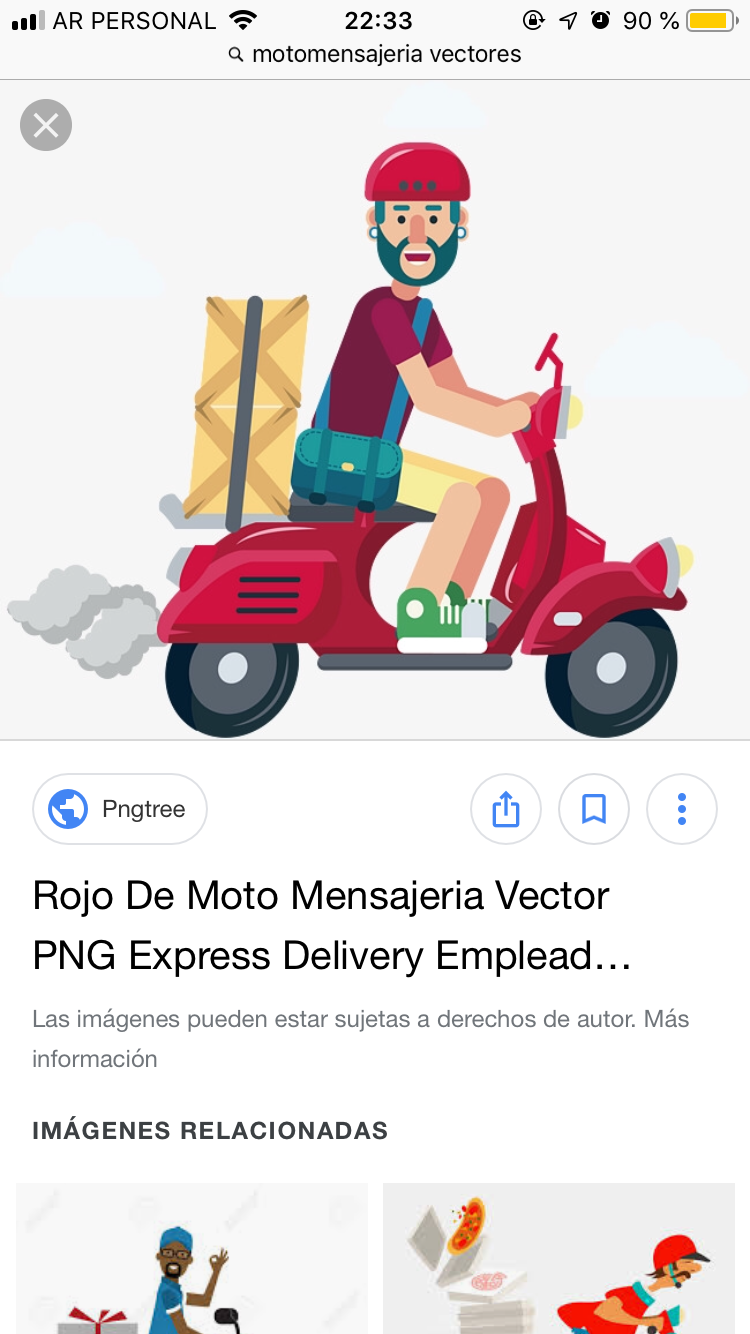 AR PERSONAL 22:33 90 %
motomensajeria vectores
Pngtree
Rojo De Moto Mensajeria Vector
PNG Express Delivery Emplead...
Las imágenes pueden estar sujetas a derechos de autor. Más
información
IMÁGENES RELACIONADAS